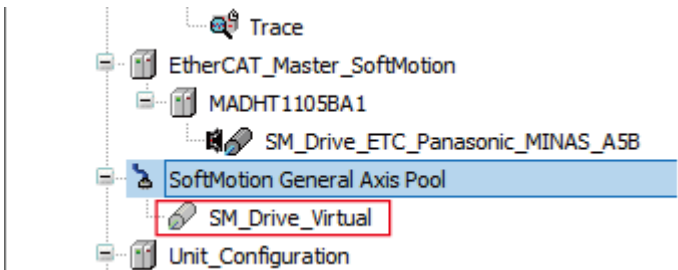 Trace
EtherCAT_Master_SoftMotion
MADHT1105BA1
SM_Drive_ETC_Panasonic_MINAS_A5B
SoftMotion General Axis Pool
SM_Drive_Virtual
Unit_Configuration